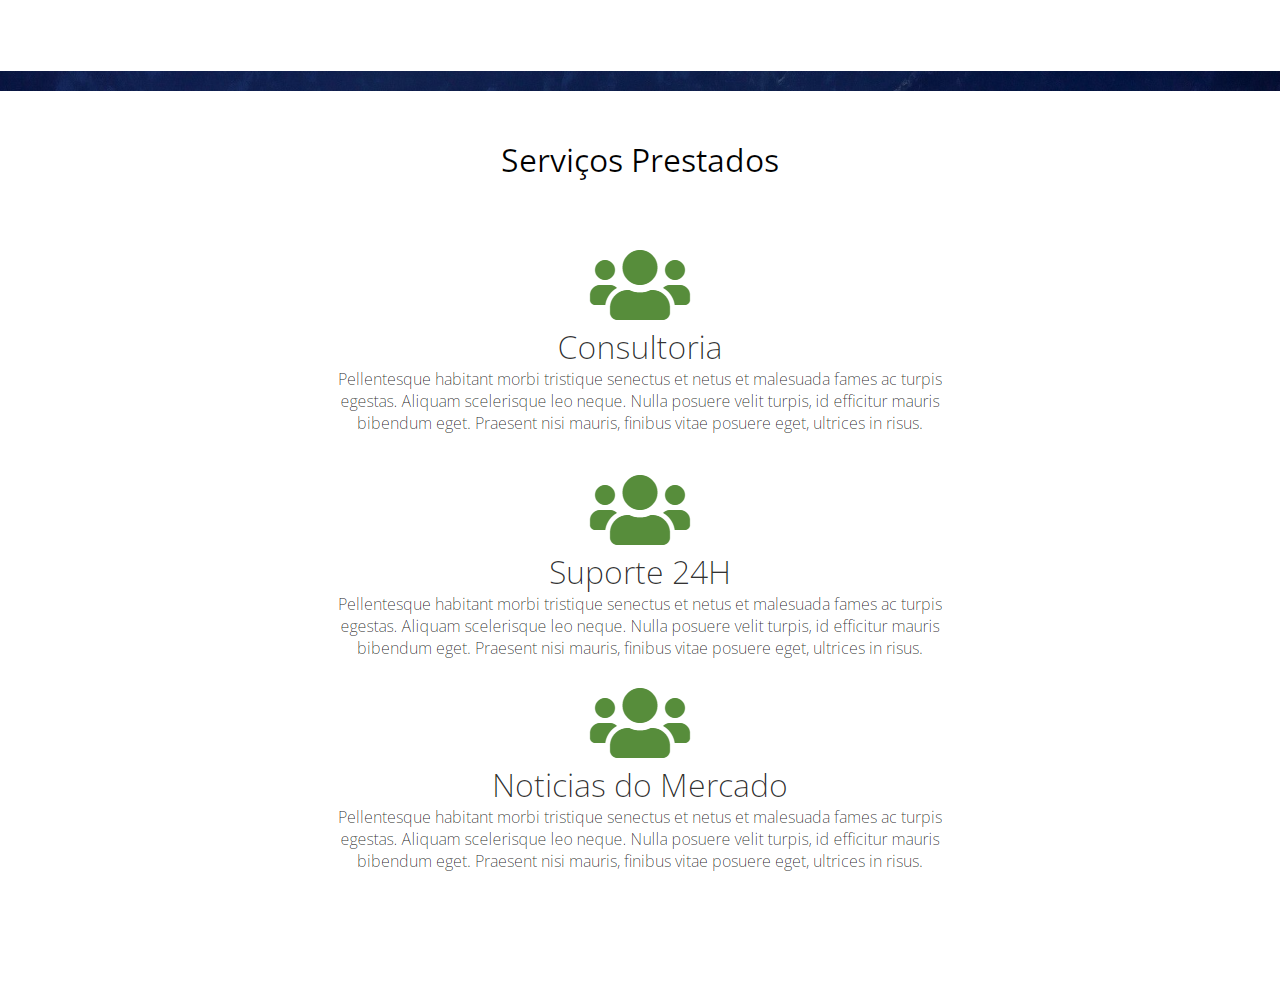 Serviços Prestados
Consultoria
Pellentesque habitant morbi tristique senectus et netus et malesuada fames ac turpis
egestas. Aliquam scelerisque leo neque. Nulla posuere velit turpis, id efficitur mauris
bibendum eget. Praesent nisi mauris, finibus vitae posuere eget, ultrices in risus.
Suporte 24H
Pellentesque habitant morbi tristique senectus et netus et malesuada fames ac turpis
egestas. Aliquam scelerisque leo neque. Nulla posuere velit turpis, id efficitur mauris
bibendum eget. Praesent nisi mauris, finibus vitae posuere eget, ultrices in risus.
Noticias do Mercado
Pellentesque habitant morbi tristique senectus et netus et malesuada fames ac turpis
egestas. Aliquam scelerisque leo neque. Nulla posuere velit turpis, id efficitur mauris
bibendum eget. Praesent nisi mauris, finibus vitae posuere eget, ultrices in risus.